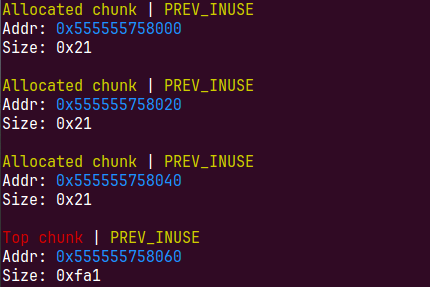 Allocated chunk | PREV_INUSE
Addr: 0x555555758000
Size: 0x21
Allocated chunk | PREV_INUSE
Addr: 0x555555758020
Size: 0x21
Allocated chunk | PREV_INUSE
Addr: 0x555555758040
Size: 0x21
Top chunk | PREV_INUSE
Addr: 0x555555758060
Size: 0xfa1